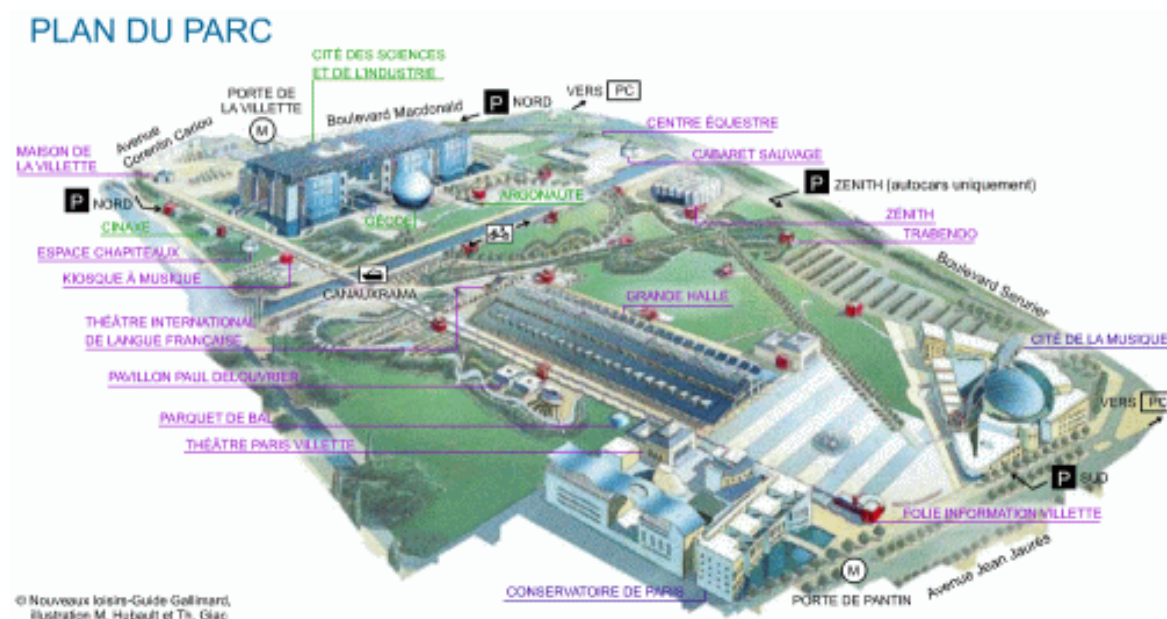 PLAN DU PARC
CITÉ DES SCIENCES
ET DE L'INDUSTRIE
PORTE DE
LA VILLETTE
M
Boulevard Macdonald
P NORD
VERS PC
Avenue
Corentin Cariou
CENTRE ÉQUESTRE
MAISON DE
LA VILLETTE
CABARET SAUVAGE
P ZENITH (autocars uniquement)
P NORD
ARGONAUTE
GÉODE
ZÉNITH
CINAXE
TRABENDO
ESPACE CHAPITEAUX
KIOSQUE À MUSIQUE
CANAUXRAMA
Boulevard Serurier
GRANDE HALLE
THÉÂTRE INTERNATIONAL
DE LANGUE FRANÇAISE
CITÉ DE LA MUSIQUE
PAVILLON PAUL DELOUVRIER
VERS PC
PARQUET DE BAL
THÉÂTRE PARIS VILLETTE
P SUD
FOLIE INFORMATION VILLETTE
M
PORTE DE PANTIN
Avenue Jean Jaurès
CONSERVATOIRE DE PARIS
© Nouveaux loisirs-Guide Gallimard,
illustration M. Hubault et Th. Giac